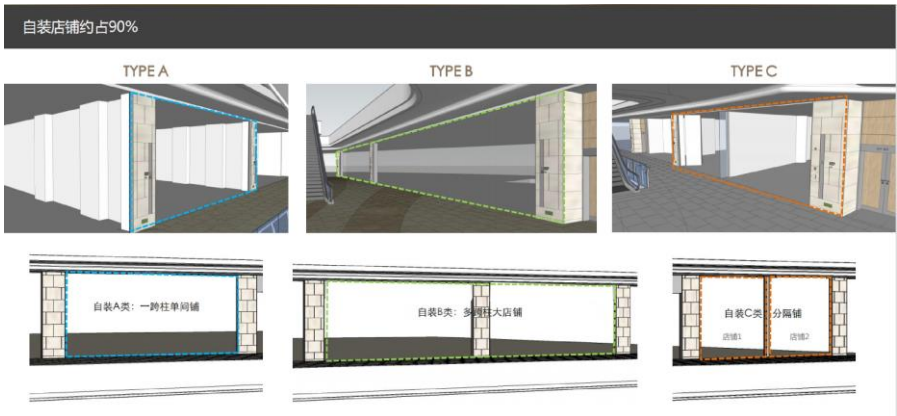 自装店铺约占90%
TYPE A
TYPE B
TYPE C
自装A类：一跨柱单间铺
自装B类：多跨柱大店铺
自装C类：分隔铺
店铺1
店铺2